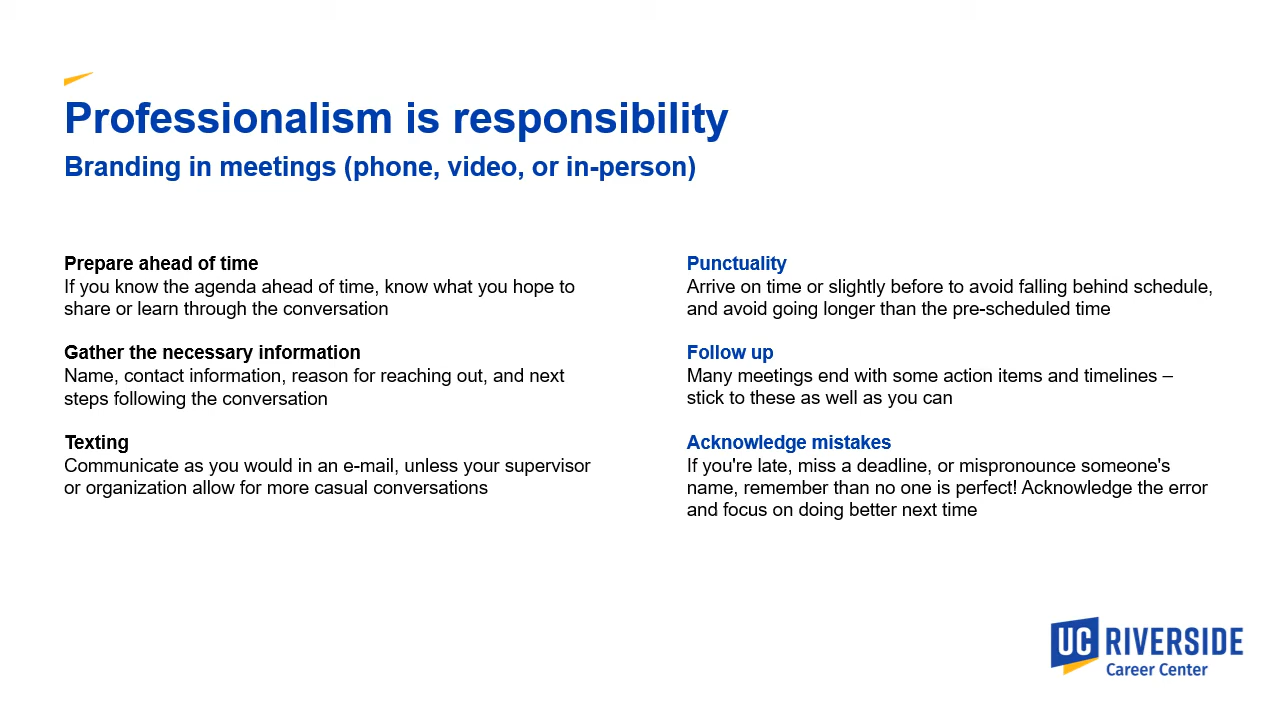 Professionalism is responsibility
Branding in meetings (phone, video, or in-person)
Prepare ahead of time
If you know the agenda ahead of time, know what you hope to
share or learn through the conversation
Gather the necessary information
Name, contact information, reason for reaching out, and next
steps following the conversation
Texting
Communicate as you would in an e-mail, unless your supervisor
or organization allow for more casual conversations
Punctuality
Arrive on time or slightly before to avoid falling behind schedule,
and avoid going longer than the pre-scheduled time
Follow up
Many meetings end with some action items and timelines –
stick to these as well as you can
Acknowledge mistakes
If you're late, miss a deadline, or mispronounce someone's
name, remember than no one is perfect! Acknowledge the error
and focus on doing better next time
UC RIVERSIDE
Career Center